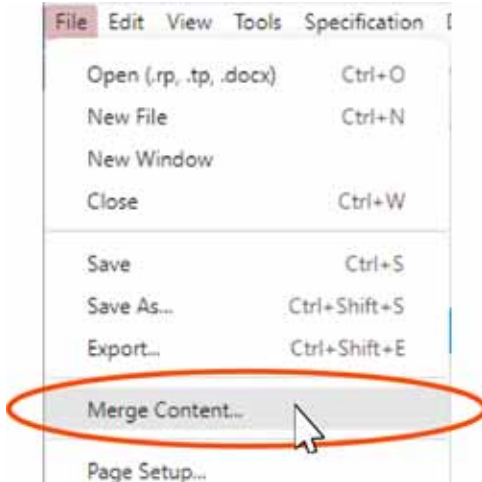 File Edit View Tools Specification
Open (.rp, .tp, .docx) Ctrl+O
New File Ctrl+N
New Window
Close Ctrl+W
Save Ctrl+S
Save As... Ctrl+Shift+S
Export... Ctrl+Shift+E
Merge Content...
Page Setup...